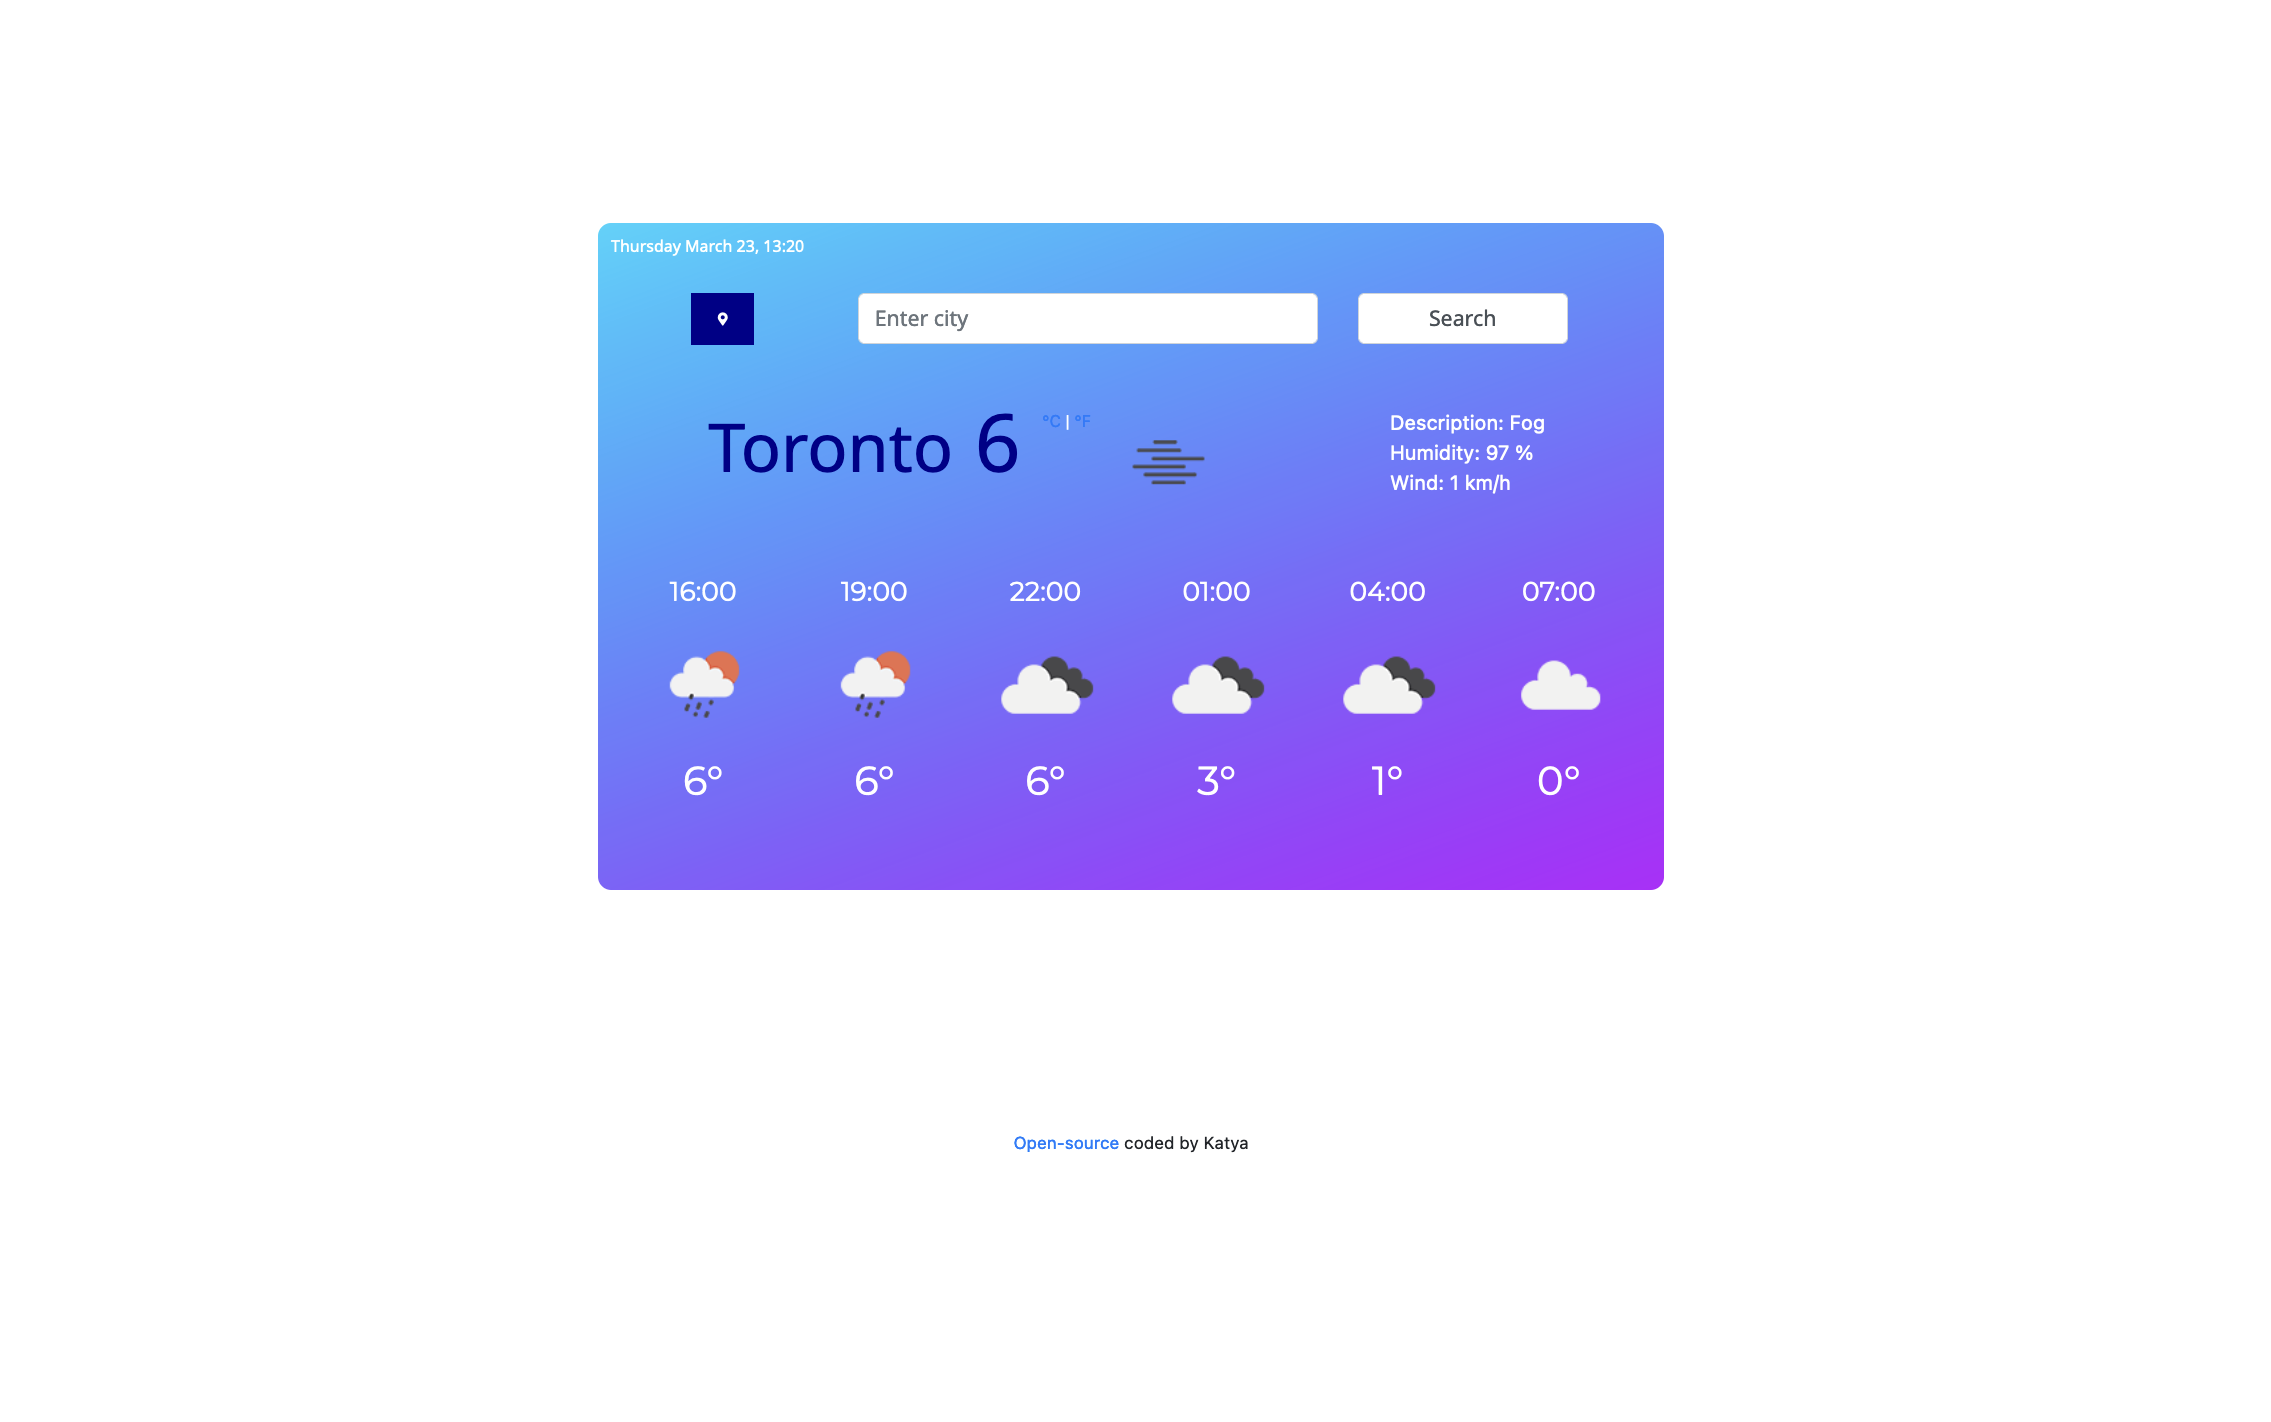 Thursday March 23, 13:20
Enter city
Search
Toronto 6 °C | °F
Description: Fog
Humidity: 97 %
Wind: 1 km/h
16:00 19:00 22:00 01:00 04:00 07:00
6° 6° 6° 3° 1° 0°
Open-source coded by Katya